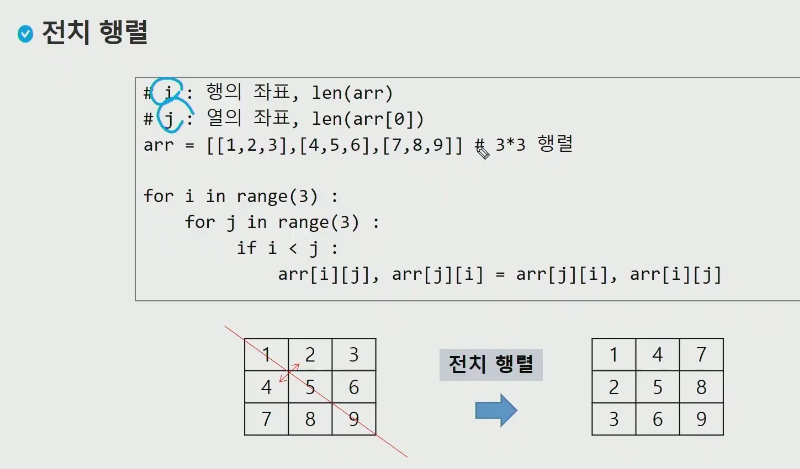 전치 행렬
# i : 행의 좌표, len(arr)
# j : 열의 좌표, len(arr[0])
arr = [[1,2,3],[4,5,6],[7,8,9]] # 3*3 행렬
for i in range(3) :
for j in range(3) :
if i < j :
arr[i][j], arr[j][i] = arr[j][i], arr[i][j]
1 2 3
4 5 6
7 8 9
전치 행렬
1 4 7
2 5 8
3 6 9